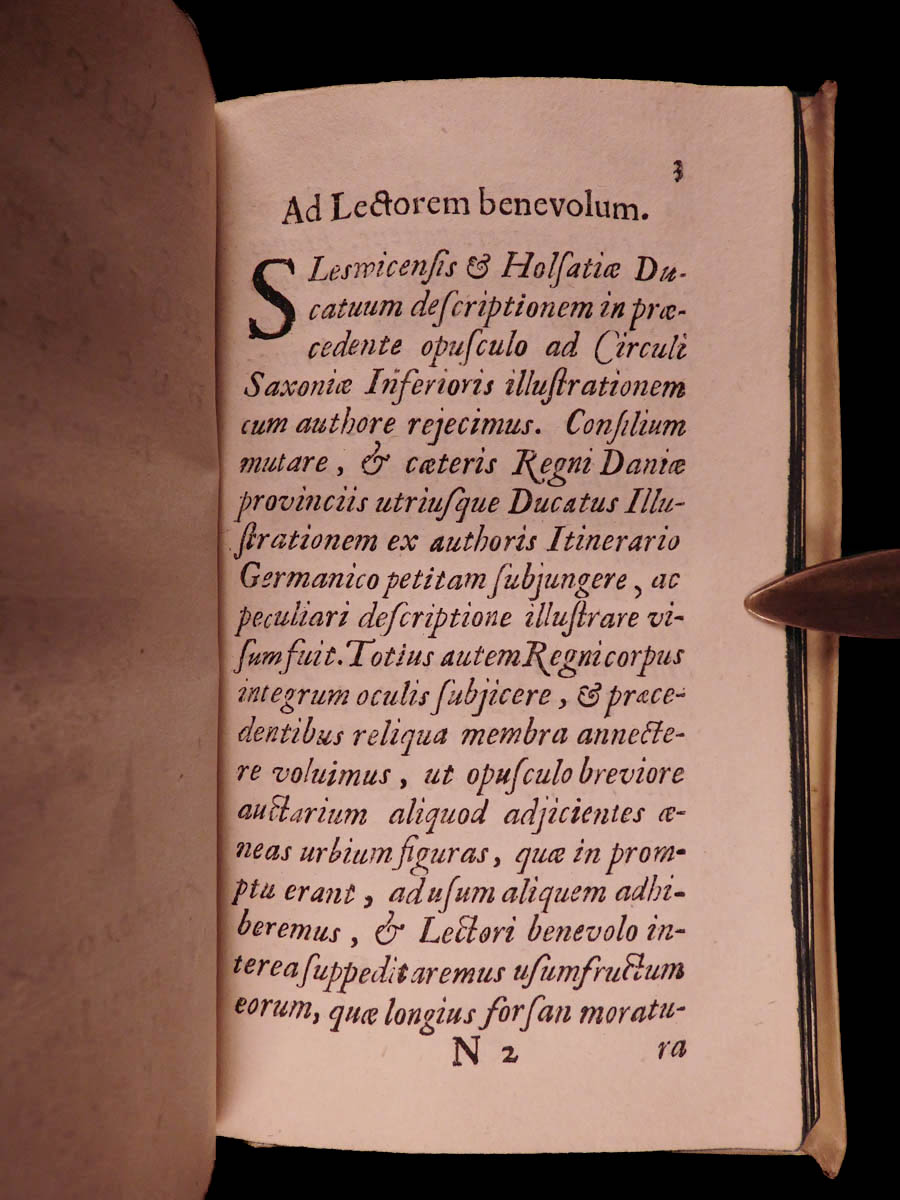 3
Ad Lectorem benevolum.
SLeswicensis & Holsatiæ Du-
catuum descriptionem in præ-
cedente opusculo ad Circuli
Saxoniæ Inferioris illustrationem
cum authore rejecimus. Consilium
mutare, & cæteris Regni Daniæ
provinciis utriusque Ducatus Illu-
strationem ex authoris Itinerario
Germanico petitam subjungere, ac
peculiari descriptione illustrare vi-
sum fuit. Totius autem Regni corpus
integrum oculis subjicere, & præce-
dentibus reliqua membra annecte-
re voluimus, ut opusculo breviore
auctarium aliquod adjicientes æ-
neas urbium figuras, quæ in prom-
ptu erant, ad usum aliquem adhi-
beremus, & Lectori benevolo in-
terea suppeditaremus usumfructum
eorum, quæ longius forsan moratu-
N 2 ra